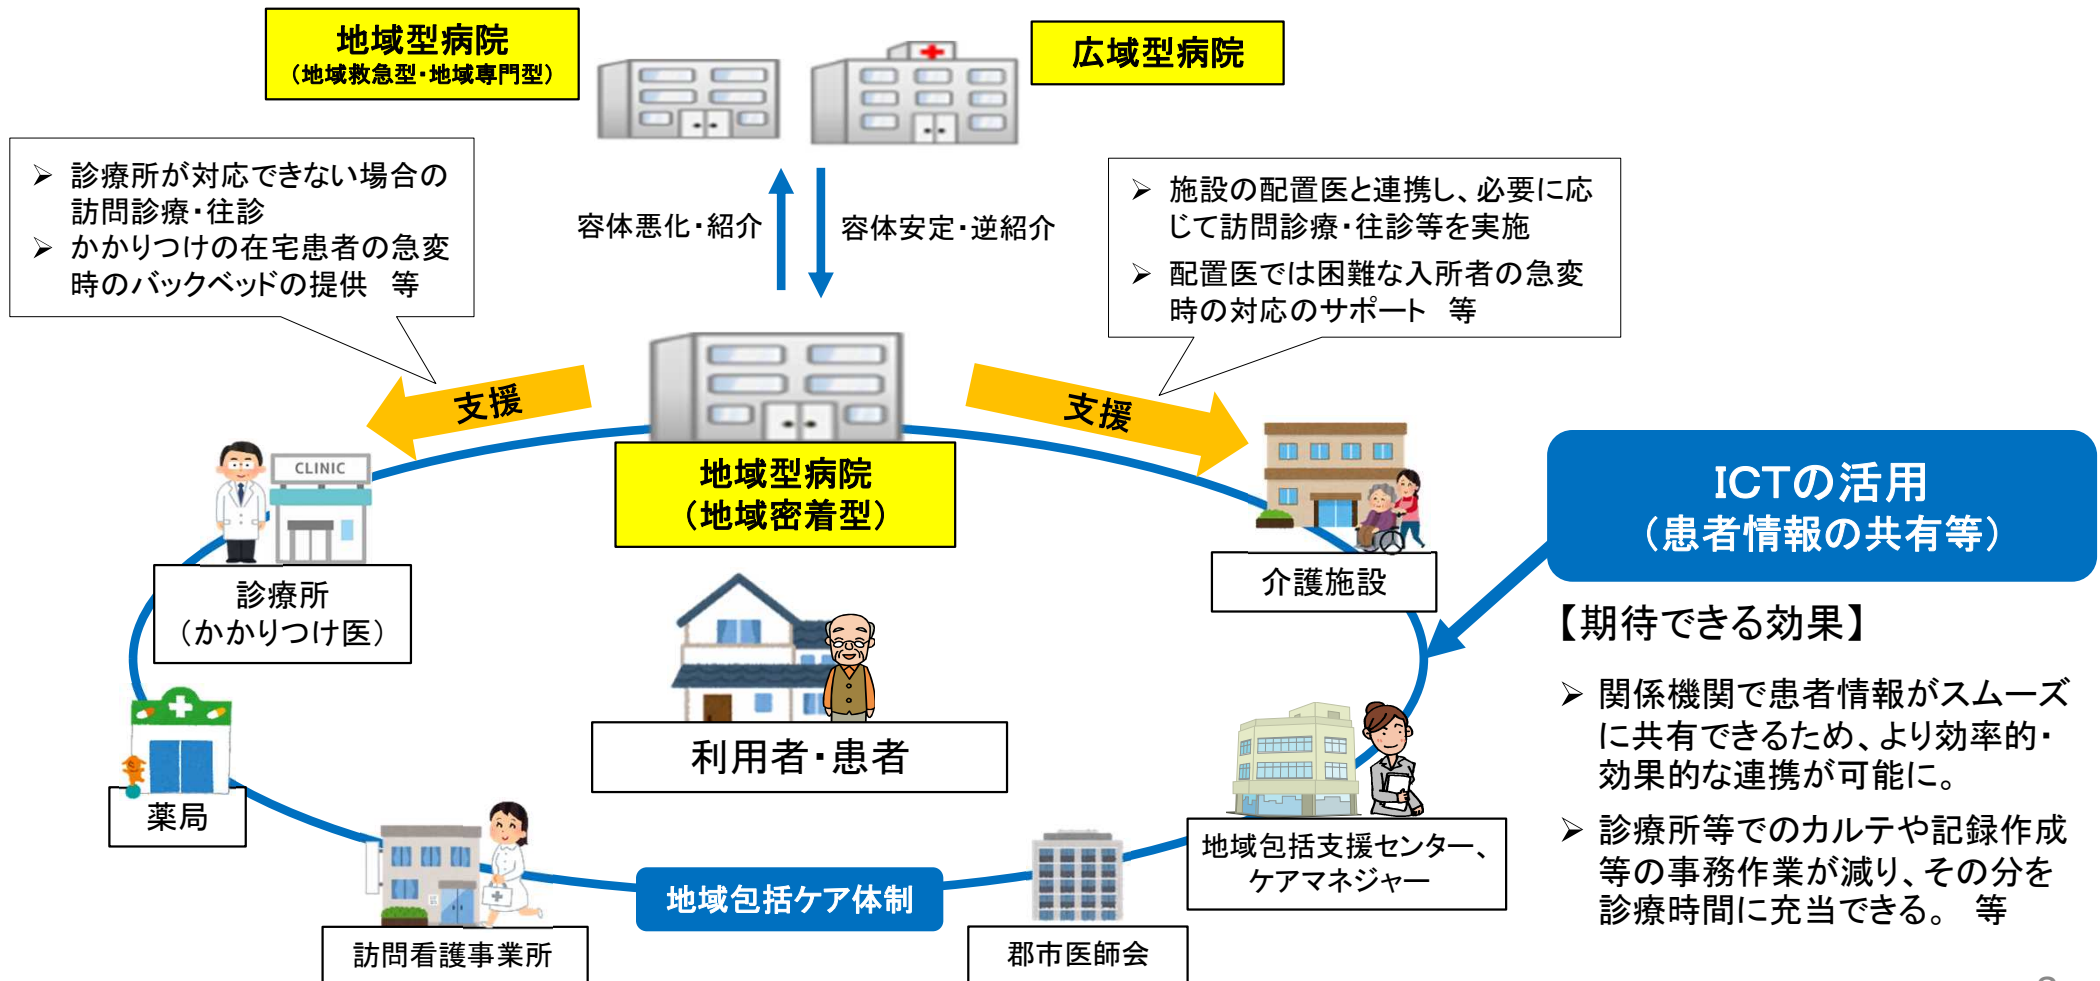 地域型病院
(地域救急型・地域専門型)
広域型病院
➢ 診療所が対応できない場合の
訪問診療・往診
➢ かかりつけの在宅患者の急変
時のバックベッドの提供 等
容体悪化・紹介
容体安定・逆紹介
➢ 施設の配置医と連携し、必要に応
じて訪問診療・往診等を実施
➢ 配置医では困難な入所者の急変
時の対応のサポート 等
支援
支援
CLINIC
地域型病院
(地域密着型)
診療所
(かかりつけ医)
介護施設
ICTの活用
(患者情報の共有等)
【期待できる効果】
➢ 関係機関で患者情報がスムーズ
に共有できるため、より効率的・
効果的な連携が可能に。
➢ 診療所等でのカルテや記録作成
等の事務作業が減り、その分を
診療時間に充当できる。 等
利用者・患者
薬局
地域包括支援センター、
ケアマネジャー
地域包括ケア体制
訪問看護事業所
郡市医師会